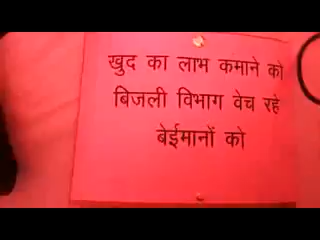 खुद का लाभ कमाने को
बिजली विभाग वेच रहे
बेईमानों को